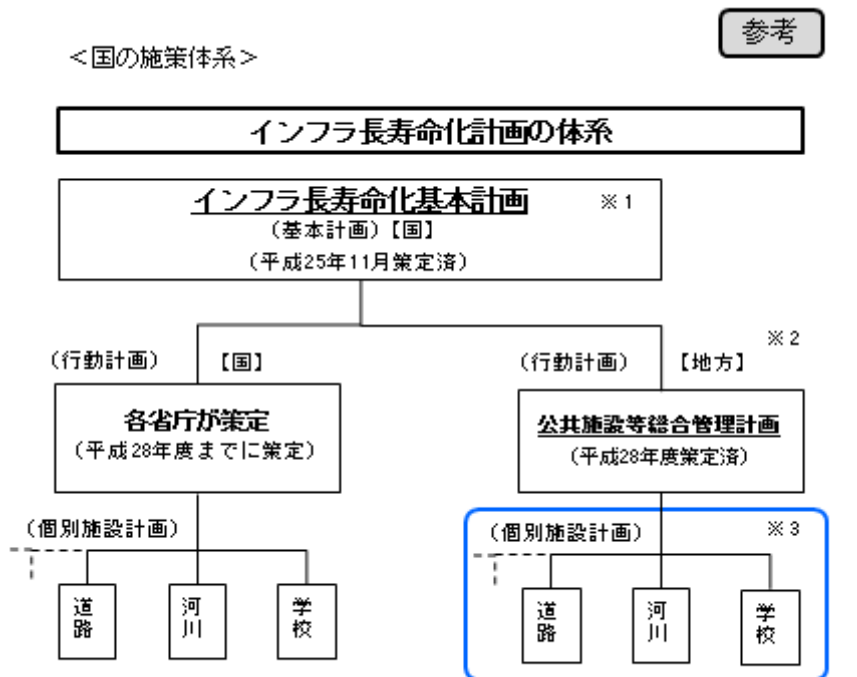 参考
<国の施策体系>
インフラ長寿命化計画の体系
インフラ長寿命化基本計画 ※1
(基本計画)【国】
(平成25年11月策定済)
(行動計画) 【国】
各省庁が策定
(平成28年度までに策定)
(個別施設計画)
道路
河川
学校
※2
(行動計画) 【地方】
公共施設等総合管理計画
(平成28年度策定済)
(個別施設計画) ※3
道路
河川
学校